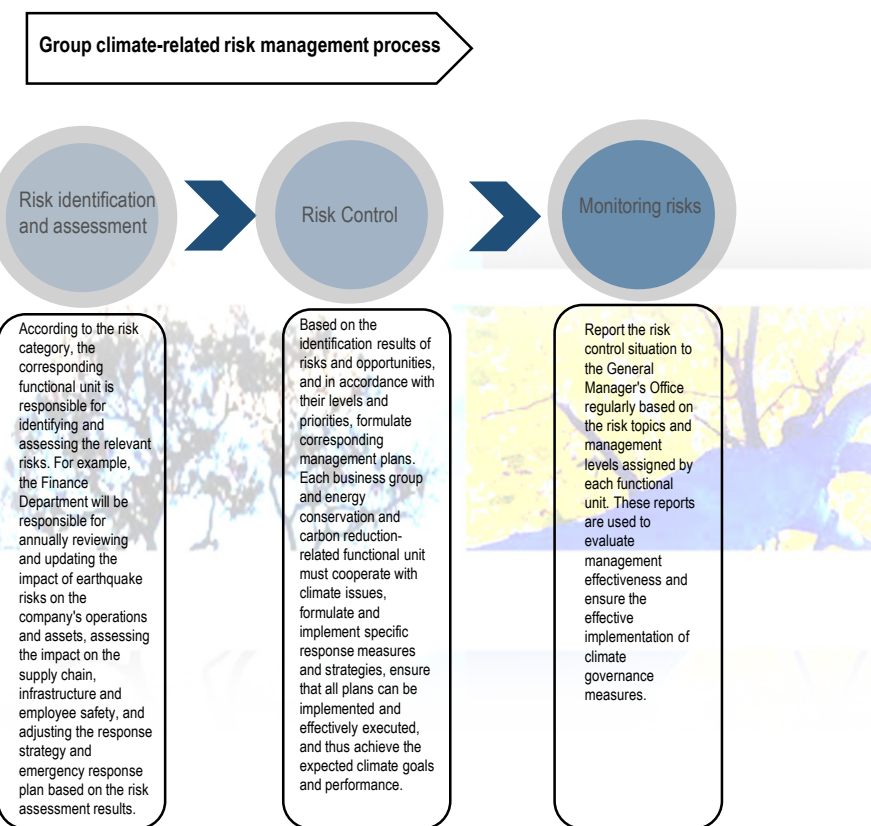 Group climate-related risk management process
Risk identification
and assessment
Risk Control
Monitoring risks
According to the risk
category, the
corresponding
functional unit is
responsible for
identifying and
assessing the relevant
risks. For example,
the Finance
Department will be
responsible for
annually reviewing
and updating the
impact of earthquake
risks on the
company's operations
and assets, assessing
the impact on the
supply chain,
infrastructure and
employee safety, and
adjusting the response
strategy and
emergency response
plan based on the risk
assessment results.
Based on the
identification results of
risks and opportunities,
and in accordance with
their levels and
priorities, formulate
corresponding
management plans.
Each business group
and energy
conservation and
carbon reduction-
related functional unit
must cooperate with
climate issues,
formulate and
implement specific
response measures
and strategies, ensure
that all plans can be
implemented and
effectively executed,
and thus achieve the
expected climate goals
and performance.
Report the risk
control situation to
the General
Manager's Office
regularly based on
the risk topics and
management
levels assigned by
each functional
unit. These reports
are used to
evaluate
management
effectiveness and
ensure the
effective
implementation of
climate
governance
measures.